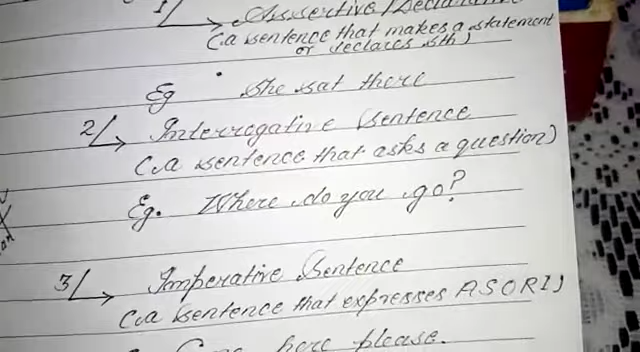 1/ Assertive/Declarative
(a sentence that makes a statement
or declares sth)
Eg She sat there
2/ Interrogative Sentence
(a sentence that asks a question)
Eg. Where do you go?
3/ Imperative Sentence
(a sentence that expresses ASORI)
here please.